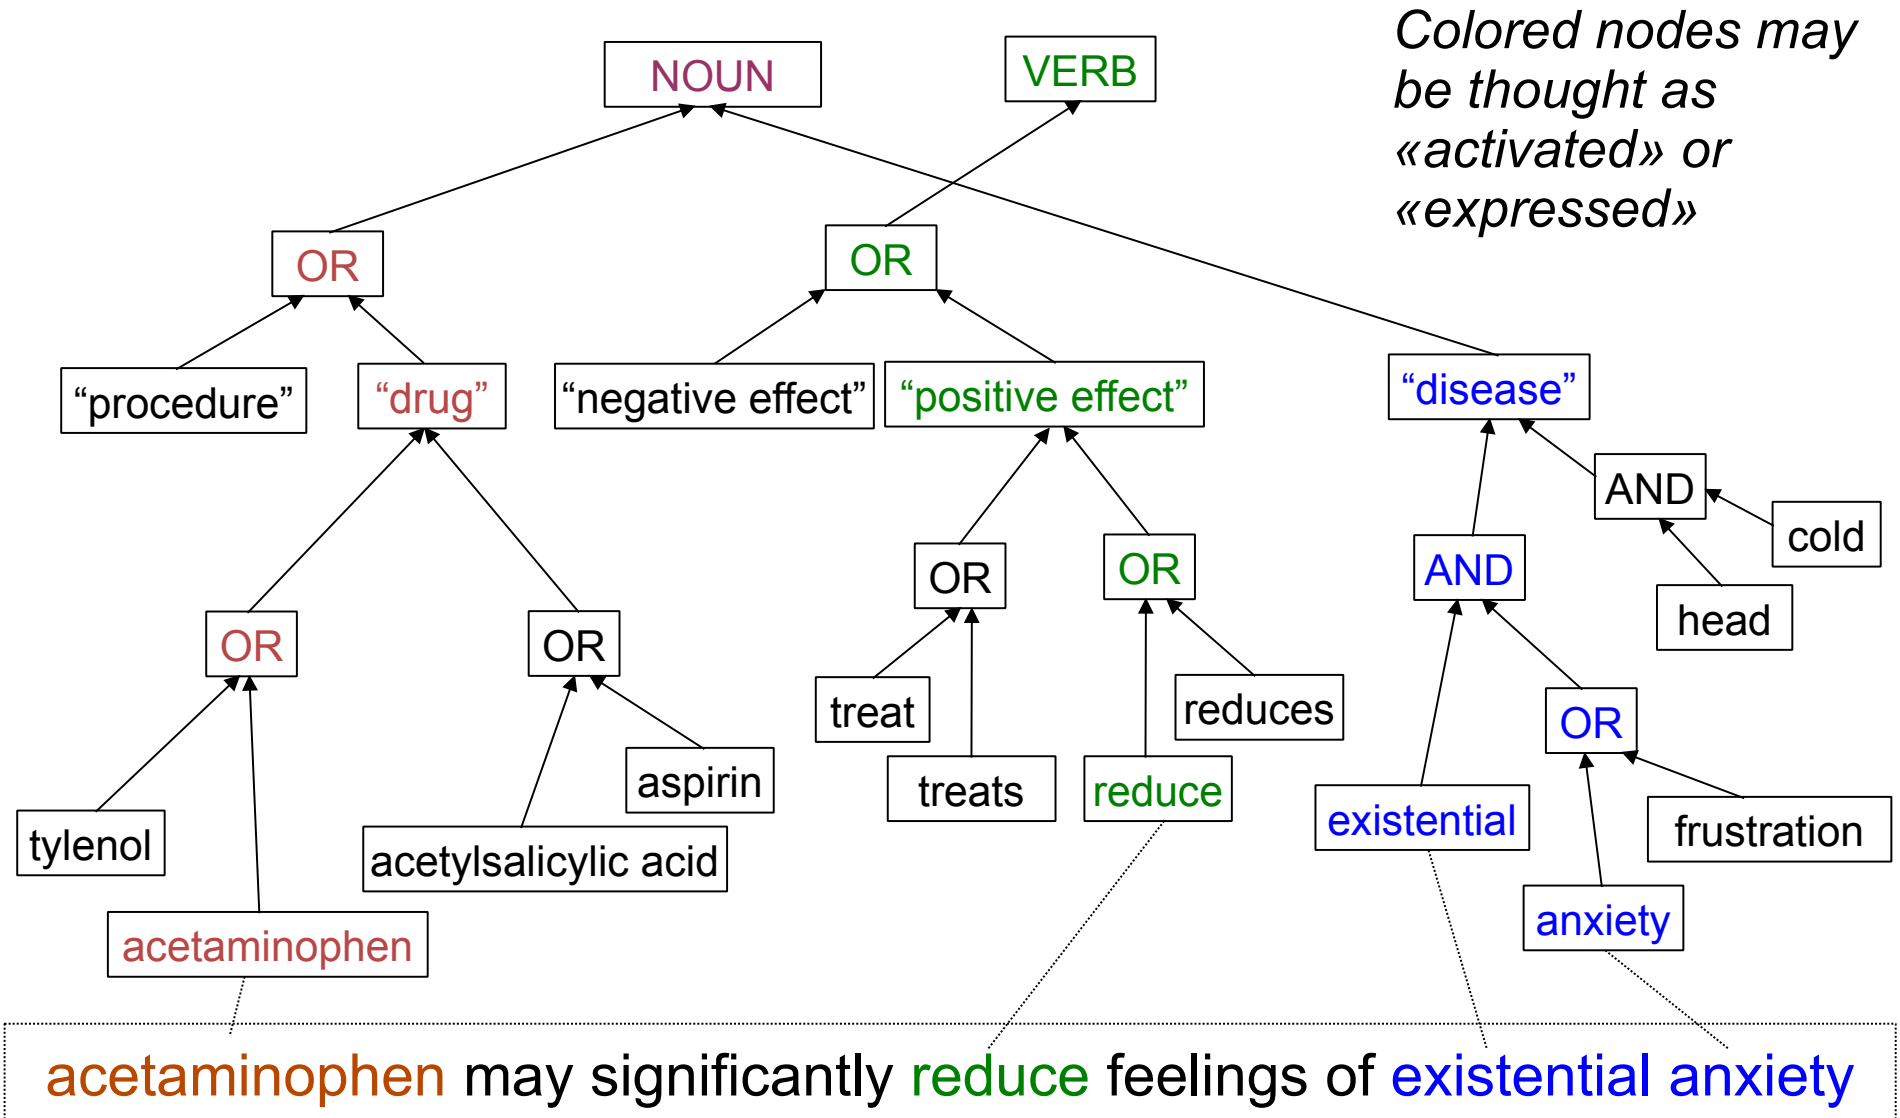 Colored nodes may
be thought as
«activated» or
«expressed»
NOUN
VERB
OR
OR
“procedure”
“drug”
“negative effect”
“positive effect”
“disease”
AND
cold
head
OR
OR
OR
OR
AND
treat
treats
reduce
reduces
OR
tylenol
acetaminophen
acetylsalicylic acid
aspirin
existential
anxiety
frustration
acetaminophen may significantly reduce feelings of existential anxiety